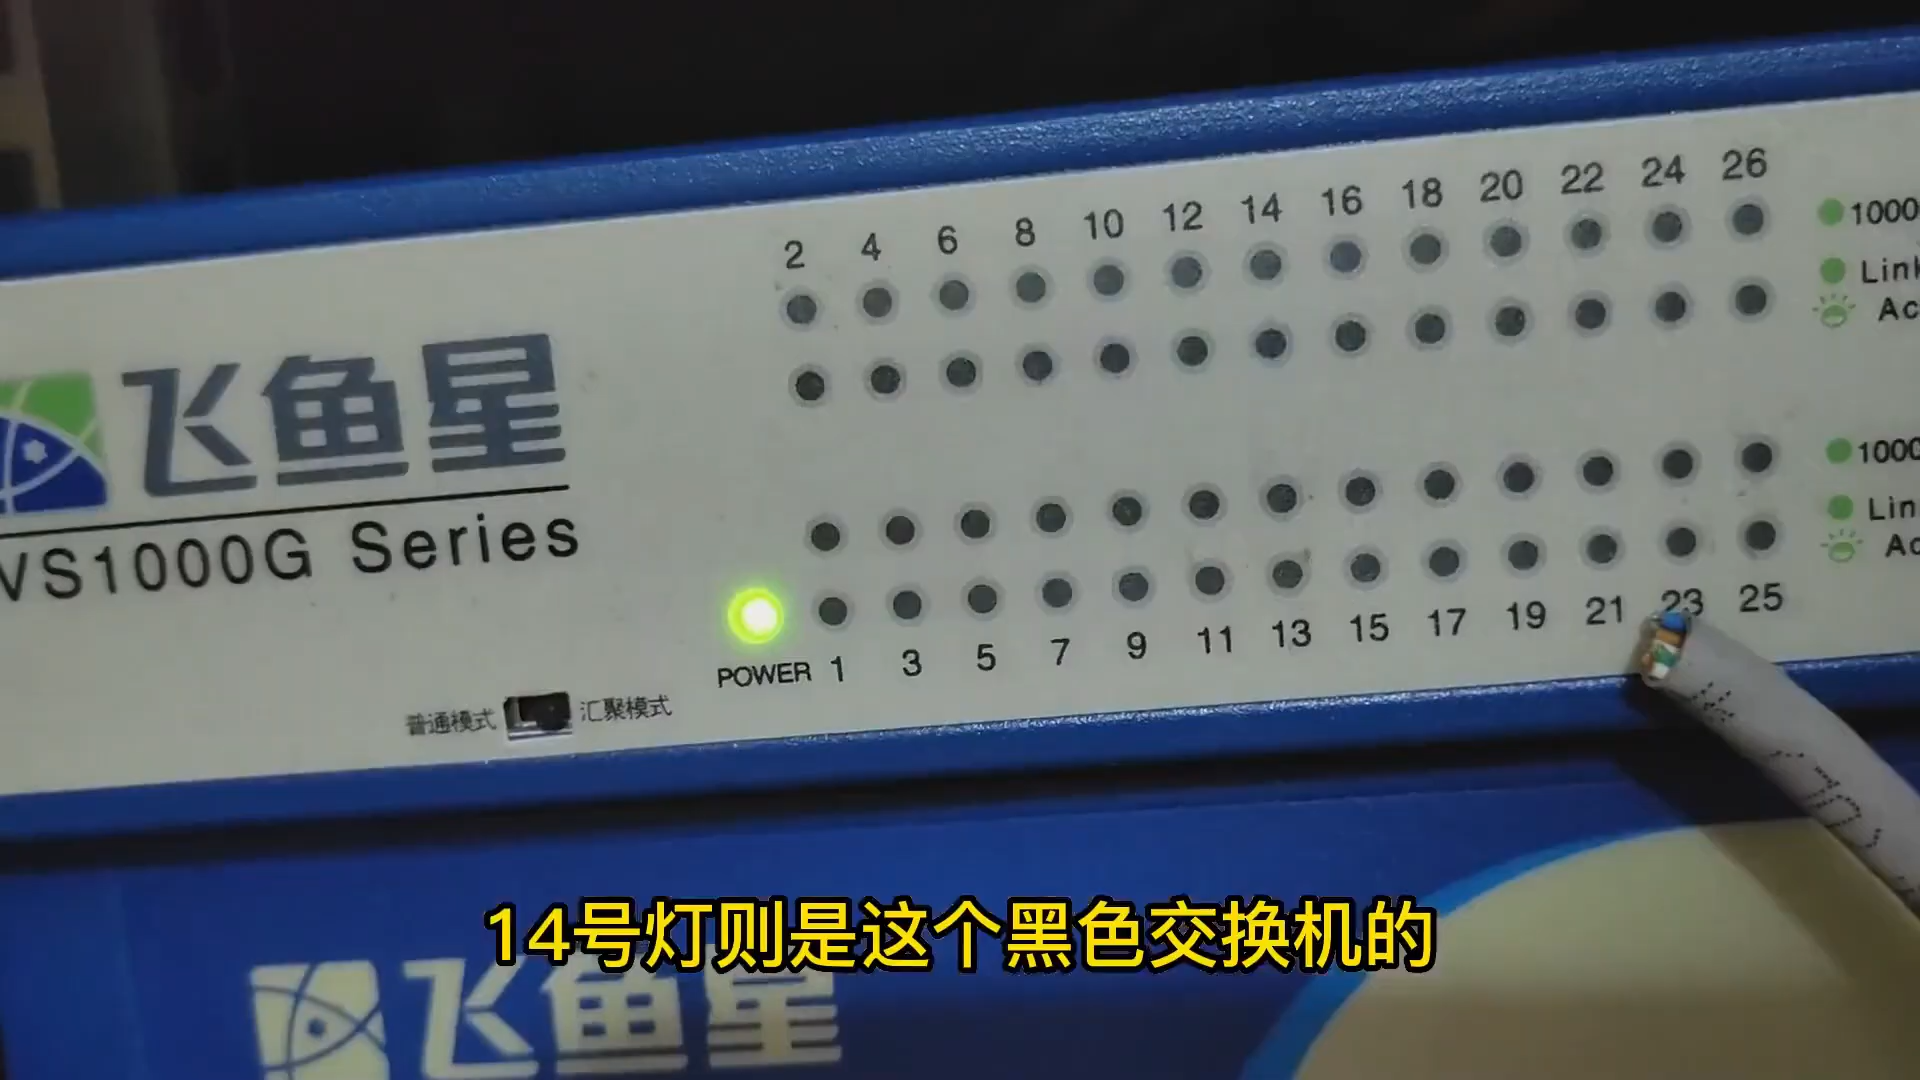 2 4 6 8 10 12 14 16 18 20 22 24 26
1000
Link
飞鱼星
VS1000G Series
1000
POWER 1 3 5 7 9 11 13 15 17 19 21 23 25
普通模式 汇聚模式
14号灯则是这个黑色交换机的
飞鱼星